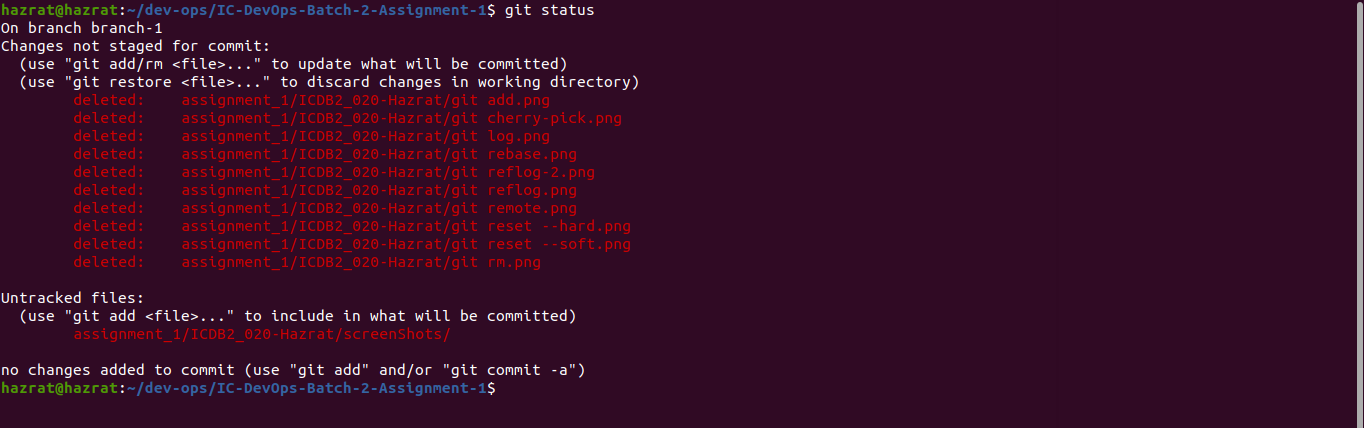 hazrat@hazrat:~/dev-ops/IC-DevOps-Batch-2-Assignment-1$ git status
On branch branch-1
Changes not staged for commit:
  (use "git add/rm <file>..." to update what will be committed)
  (use "git restore <file>..." to discard changes in working directory)
        deleted:    assignment_1/ICDB2_020-Hazrat/git add.png
        deleted:    assignment_1/ICDB2_020-Hazrat/git cherry-pick.png
        deleted:    assignment_1/ICDB2_020-Hazrat/git log.png
        deleted:    assignment_1/ICDB2_020-Hazrat/git rebase.png
        deleted:    assignment_1/ICDB2_020-Hazrat/git reflog-2.png
        deleted:    assignment_1/ICDB2_020-Hazrat/git reflog.png
        deleted:    assignment_1/ICDB2_020-Hazrat/git remote.png
        deleted:    assignment_1/ICDB2_020-Hazrat/git reset --hard.png
        deleted:    assignment_1/ICDB2_020-Hazrat/git reset --soft.png
        deleted:    assignment_1/ICDB2_020-Hazrat/git rm.png

Untracked files:
  (use "git add <file>..." to include in what will be committed)
        assignment_1/ICDB2_020-Hazrat/screenShots/

no changes added to commit (use "git add" and/or "git commit -a")
hazrat@hazrat:~/dev-ops/IC-DevOps-Batch-2-Assignment-1$